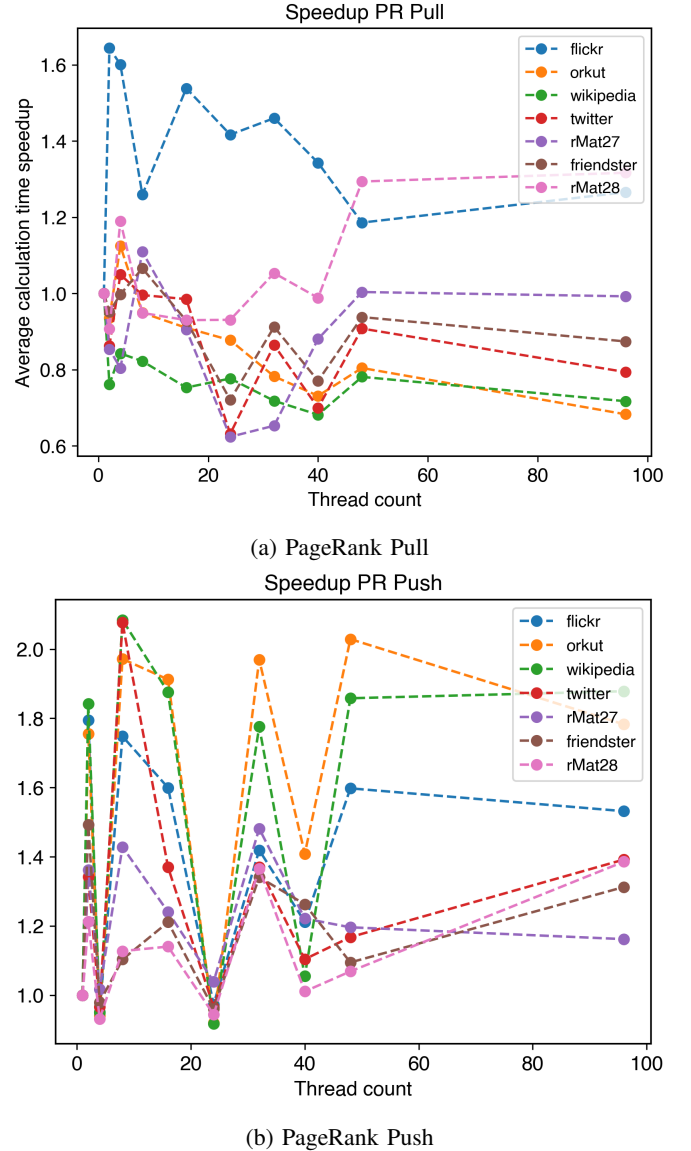 Speedup PR Pull
1.6
1.4
1.2
1.0
0.8
0.6
Average calculation time speedup
flickr
orkut
wikipedia
twitter
rMat27
friendster
rMat28
0 20 40 60 80 100
Thread count
(a) PageRank Pull
Speedup PR Push
2.0
1.8
1.6
1.4
1.2
1.0
flickr
orkut
wikipedia
twitter
rMat27
friendster
rMat28
0 20 40 60 80 100
Thread count
(b) PageRank Push